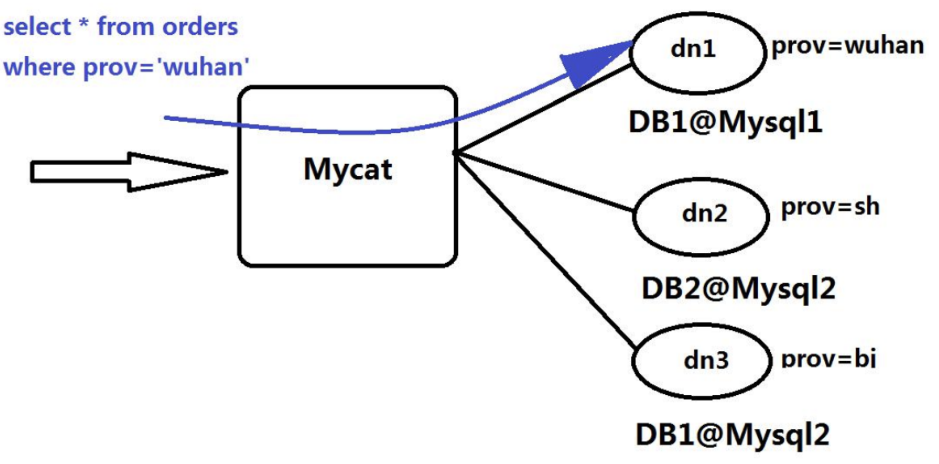 select * from orders
where prov='wuhan'
Mycat
dn1
prov=wuhan
DB1@Mysql1
dn2
prov=sh
DB2@Mysql2
dn3
prov=bi
DB1@Mysql2